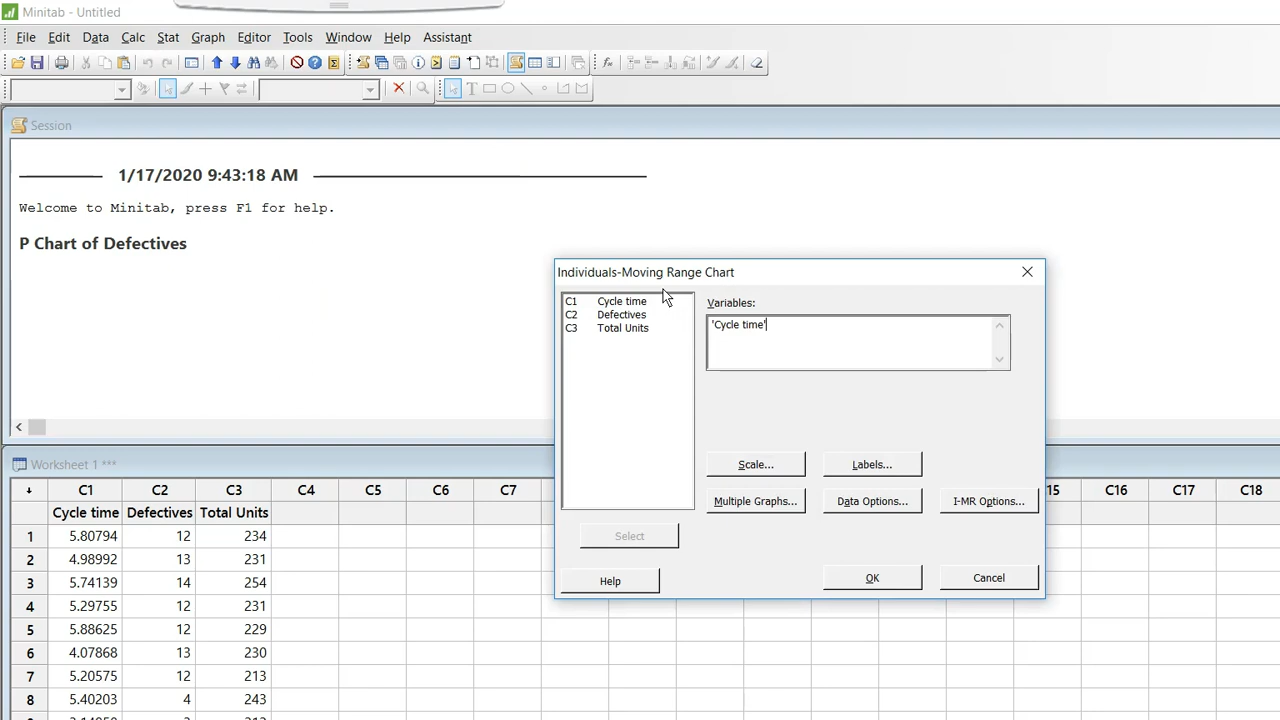 Minitab - Untitled
File Edit Data Calc Stat Graph Editor Tools Window Help Assistant
Session
1/17/2020 9:43:18 AM
Welcome to Minitab, press F1 for help.
P Chart of Defectives
Individuals-Moving Range Chart
C1 Cycle time
C2 Defectives
C3 Total Units
Variables:
'Cycle time'
Scale... Labels...
Multiple Graphs... Data Options... I-MR Options...
Select
Help OK Cancel
Worksheet 1 ***
C1 C2 C3 C4 C5 C6 C7 15 C16 C17 C18
Cycle time Defectives Total Units
1 5.80794 12 234
2 4.98992 13 231
3 5.74139 14 254
4 5.29755 12 231
5 5.88625 12 229
6 4.07868 13 230
7 5.20575 12 213
8 5.40203 4 243